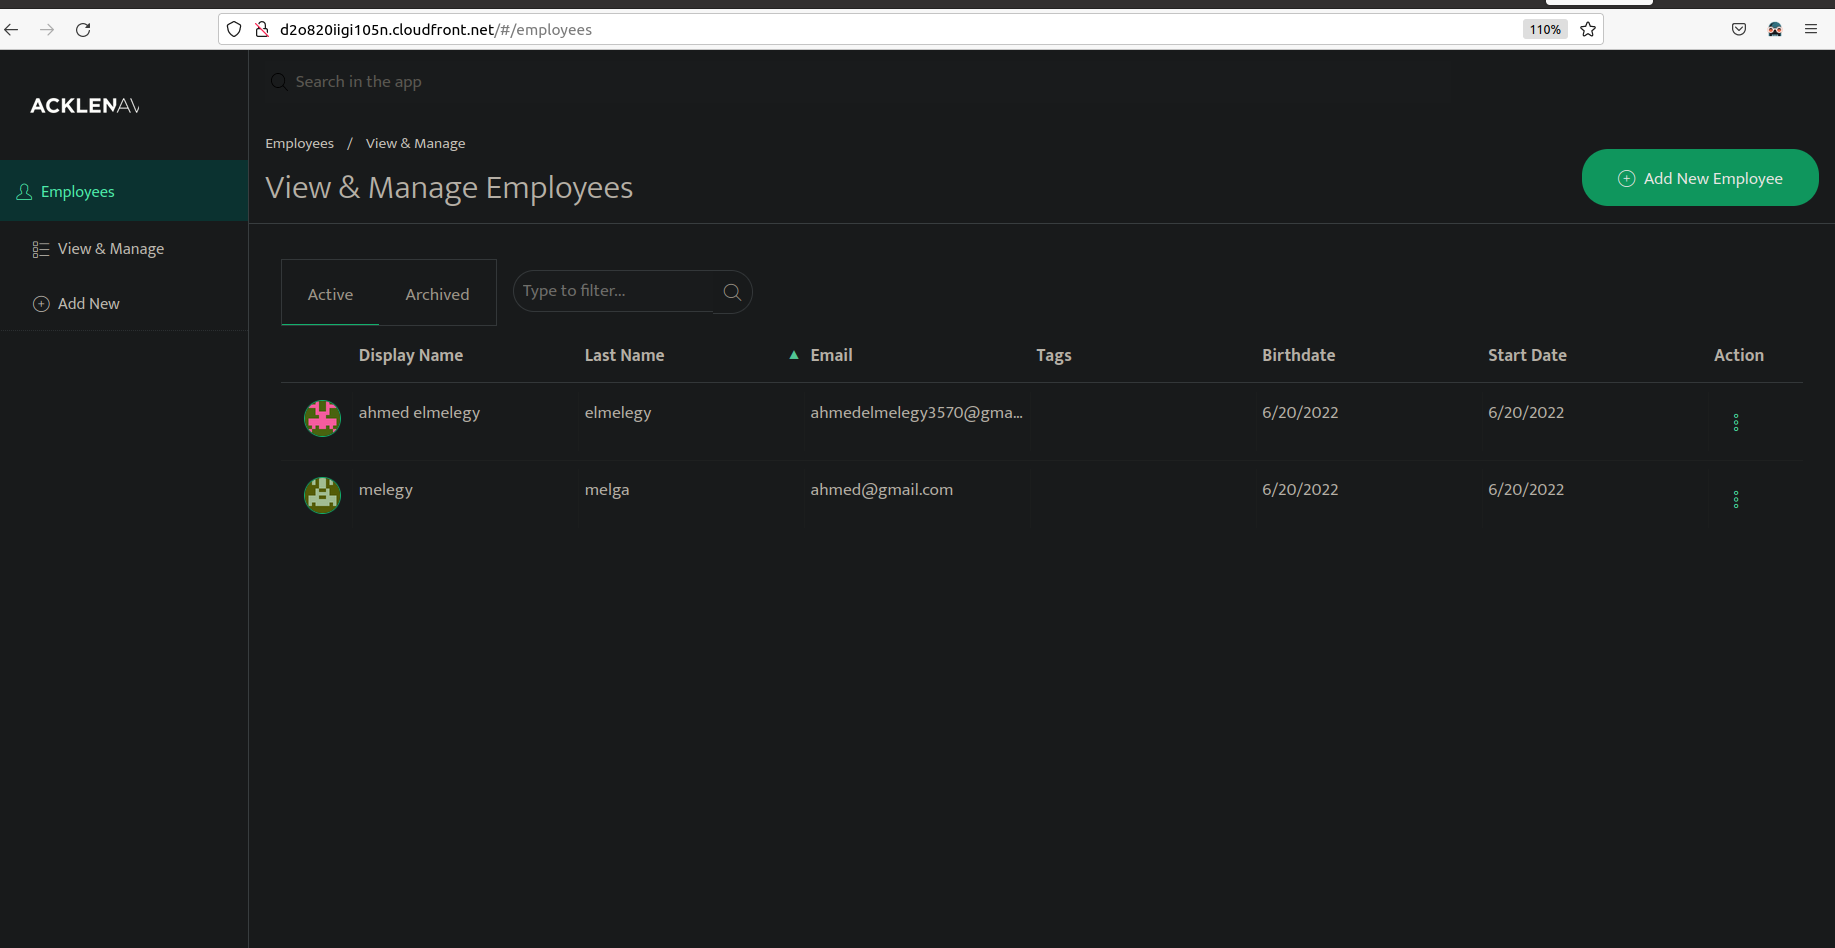 d2o820iigi105n.cloudfront.net/#/employees 110%
Search in the app
ACKLENAV
Employees / View & Manage
View & Manage Employees
Add New Employee
Employees
View & Manage
Add New
Active Archived Type to filter...
Display Name Last Name ▲ Email Tags Birthdate Start Date Action
ahmed elmelegy elmelegy ahmedelmelegy3570@gma... 6/20/2022 6/20/2022
melegy melga ahmed@gmail.com 6/20/2022 6/20/2022